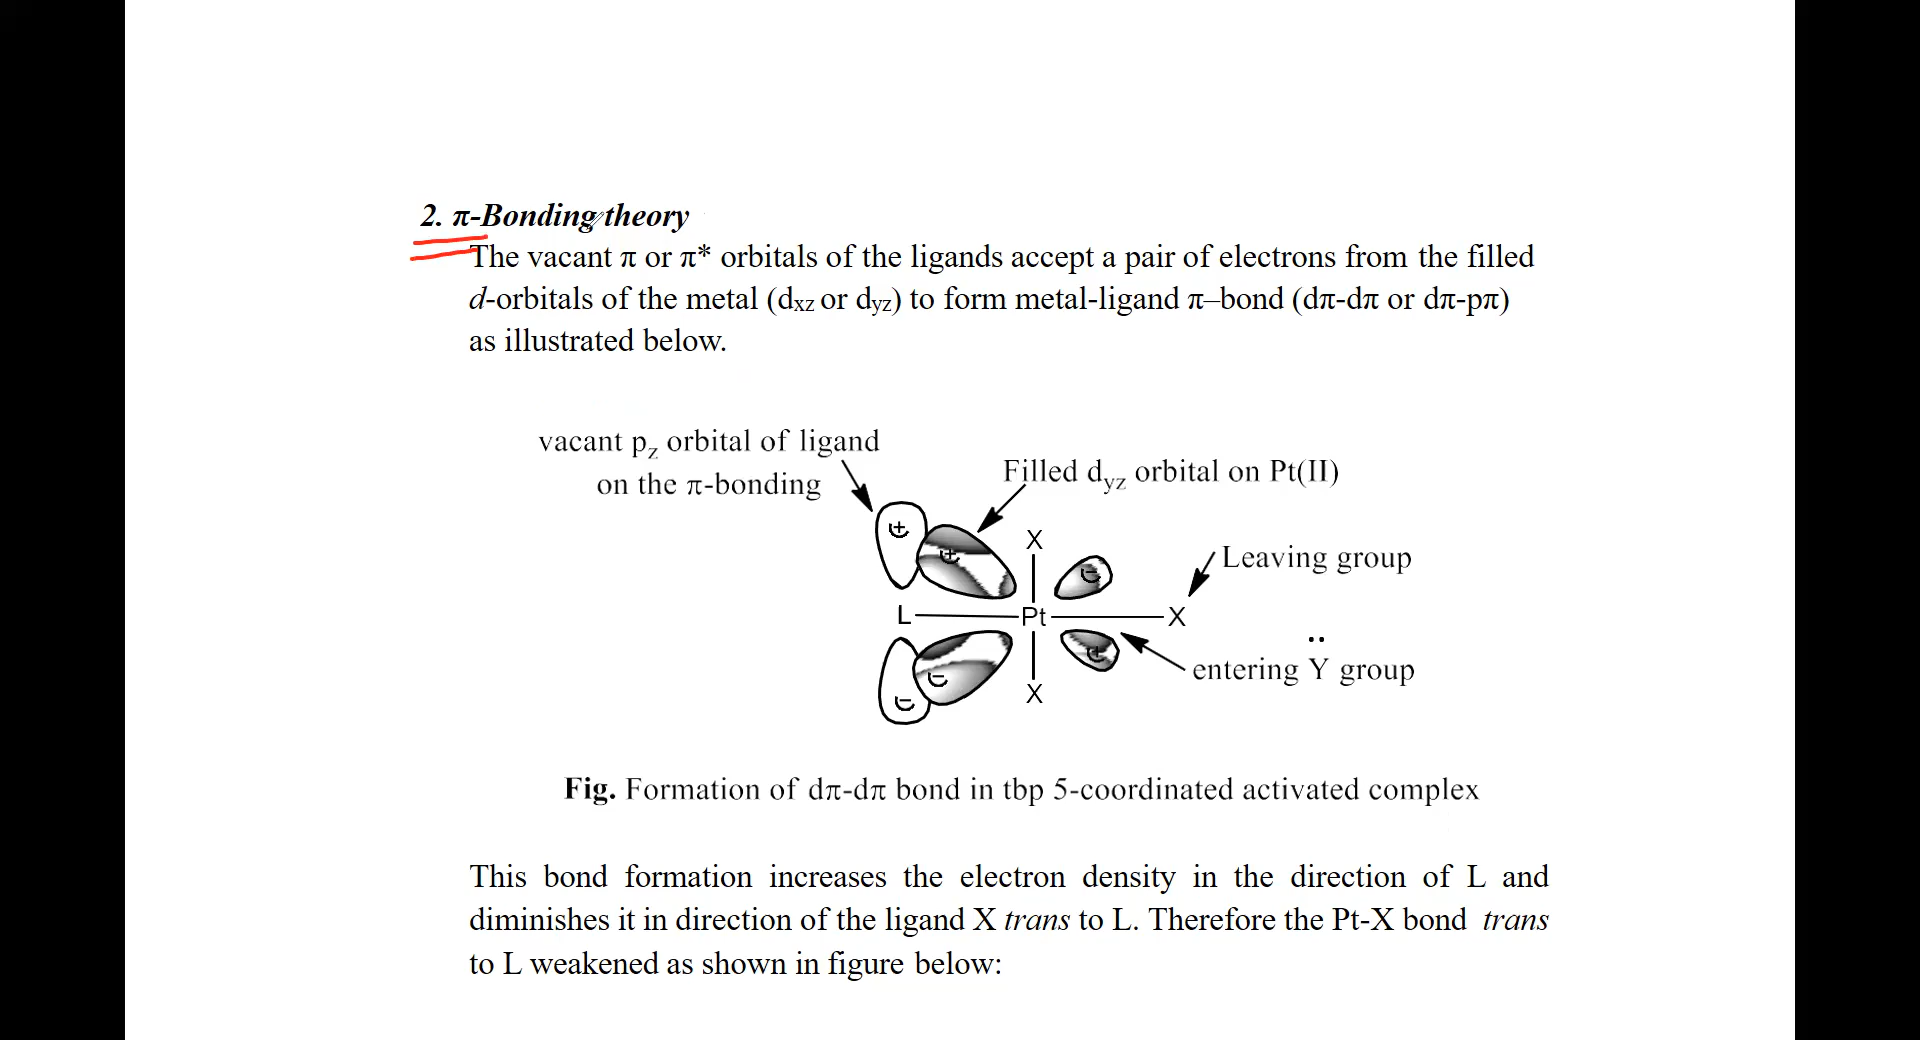 2. π-Bonding theory
The vacant π or π* orbitals of the ligands accept a pair of electrons from the filled
d-orbitals of the metal (dxz or dyz) to form metal-ligand π–bond (dπ-dπ or dπ-pπ)
as illustrated below.
vacant pz orbital of ligand
on the π-bonding
Filled dyz orbital on Pt(II)
+
+
X
-
Leaving group
L
Pt
X
-
-
+
X
entering Ÿ group
Fig. Formation of dπ-dπ bond in tbp 5-coordinated activated complex
This bond formation increases the electron density in the direction of L and
diminishes it in direction of the ligand X trans to L. Therefore the Pt-X bond trans
to L weakened as shown in figure below: